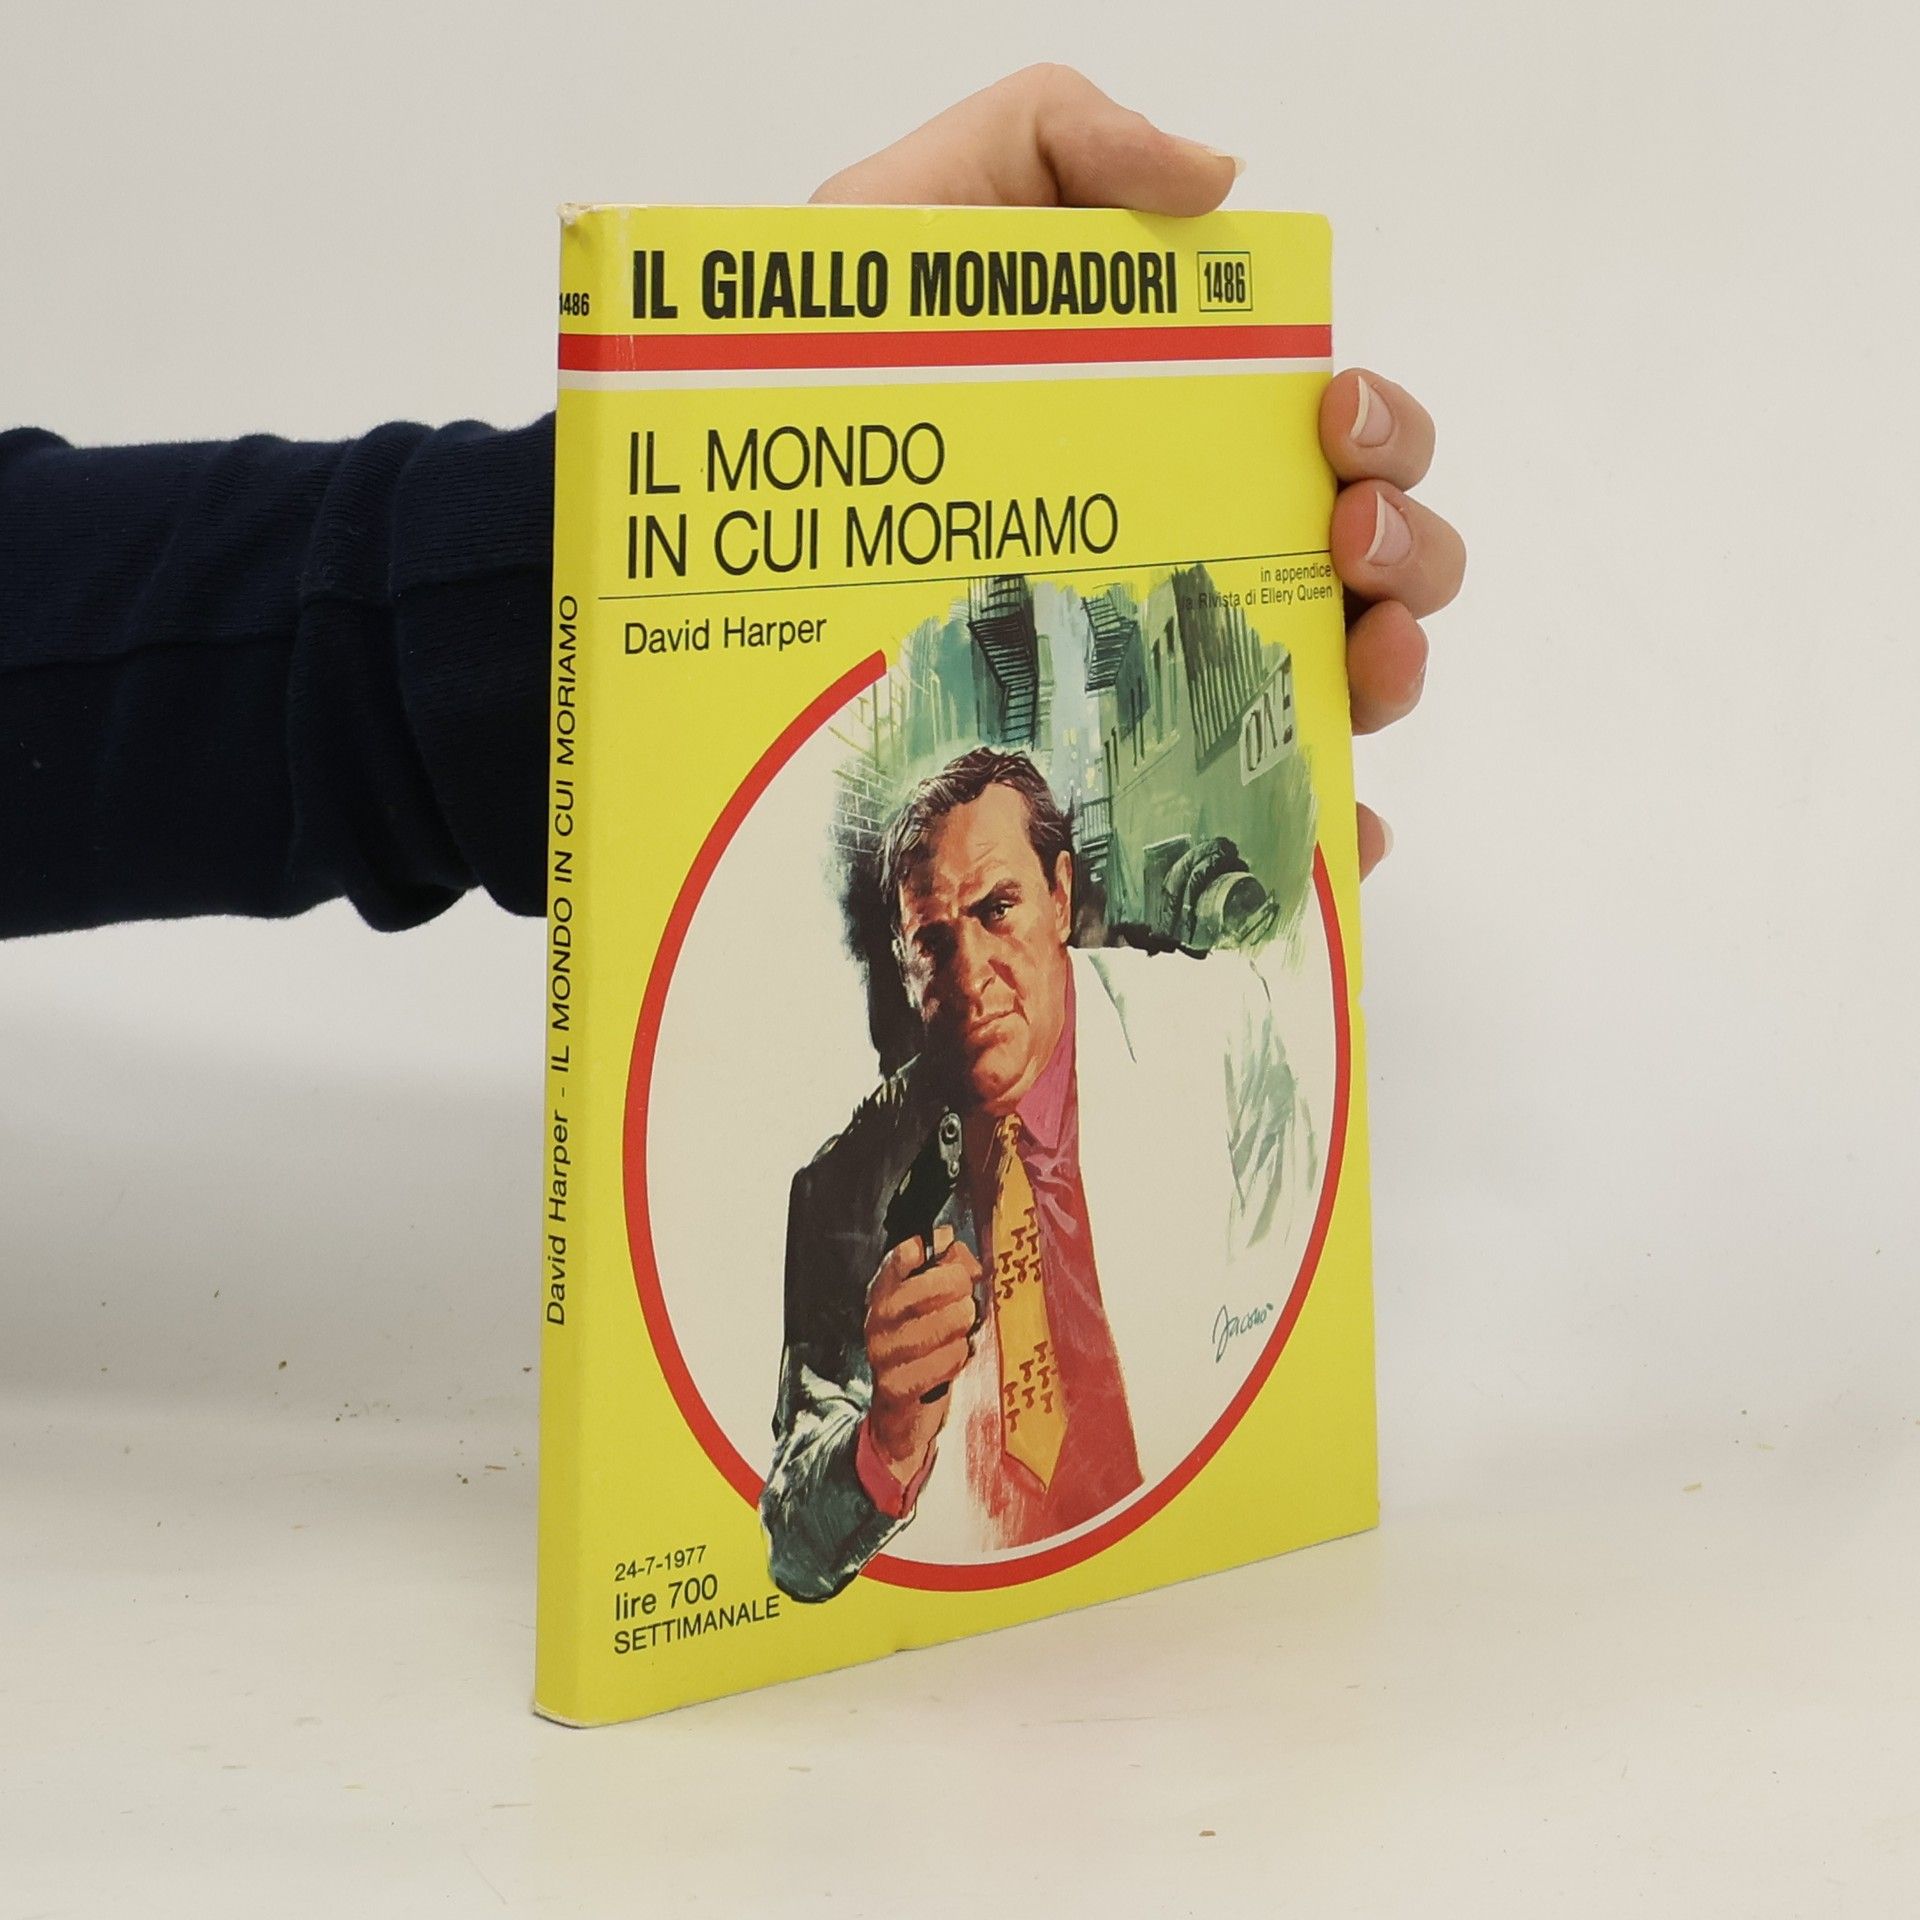 IL GIALLO MONDADORI 1486
IL MONDO
IN CUI MORIAMO
in appendice
la Rivista di Ellery Queen
David Harper
ONE
Jacono
24-7-1977
lire 700
SETTIMANALE
1486
David Harper - IL MONDO IN CUI MORIAMO